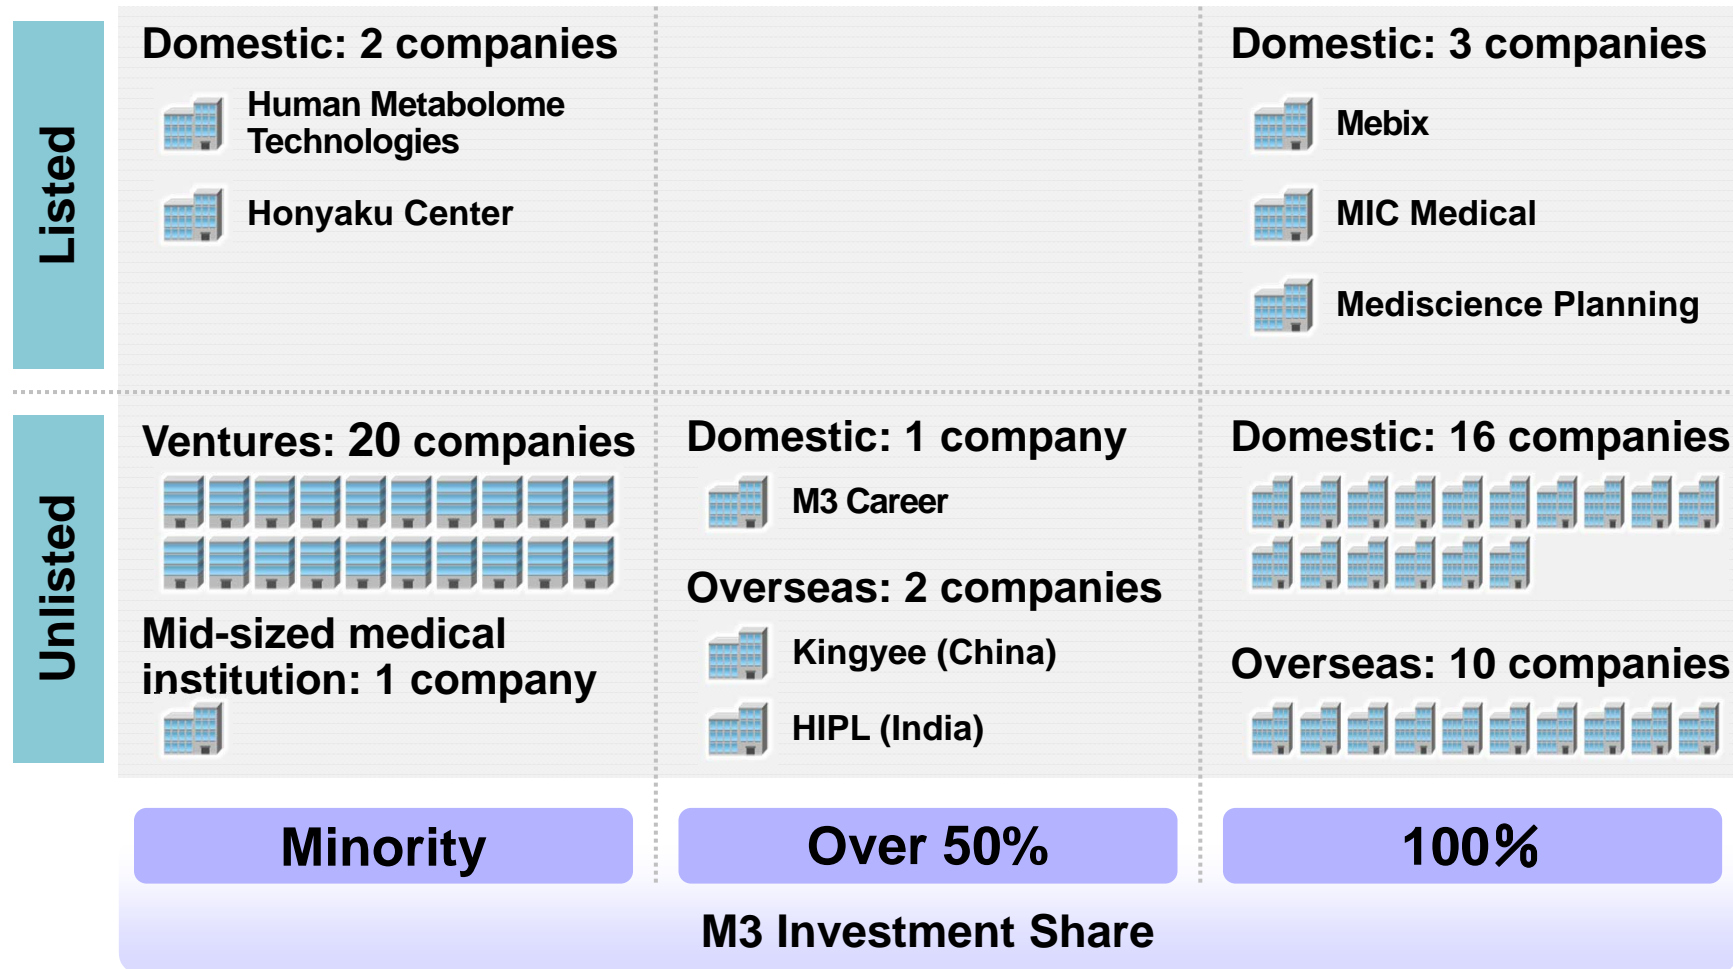 Listed
Domestic: 2 companies
Human Metabolome
Technologies
Honyaku Center
Domestic: 3 companies
Mebix
MIC Medical
Mediscience Planning
Unlisted
Ventures: 20 companies
Mid-sized medical
institution: 1 company
Domestic: 1 company
M3 Career
Overseas: 2 companies
Kingyee (China)
HIPL (India)
Domestic: 16 companies
Overseas: 10 companies
Minority
Over 50%
100%
M3 Investment Share